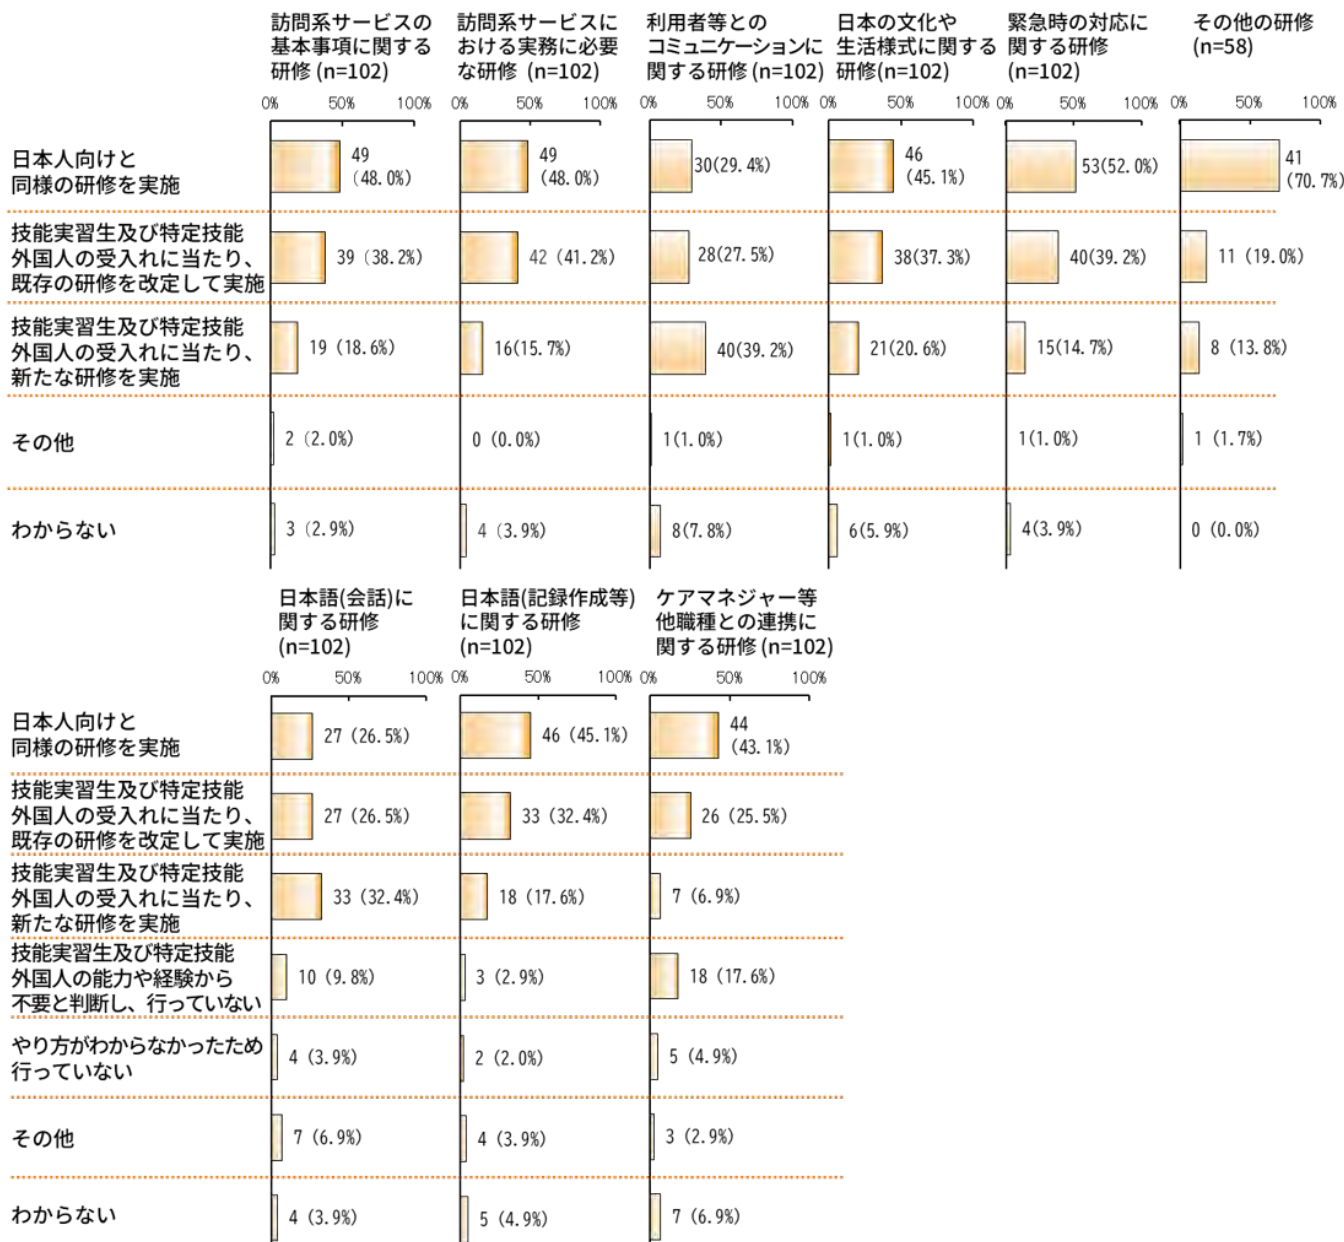 訪問系サービスの
基本事項に関する
研修 (n=102)
訪問系サービスに
おける実務に必要
な研修 (n=102)
利用者等との
コミュニケーションに
関する研修 (n=102)
日本の文化や
生活様式に関する
研修(n=102)
緊急時の対応に
関する研修
(n=102)
その他の研修
(n=58)
0% 50% 100%
0% 50% 100%
0% 50% 100%
0% 50% 100%
0% 50% 100%
0% 50% 100%
日本人向けと
同様の研修を実施
49
(48.0%)
49
(48.0%)
30(29.4%)
46
(45.1%)
53(52.0%)
41
(70.7%)
技能実習生及び特定技能
外国人の受入れに当たり、
既存の研修を改定して実施
39 (38.2%)
42 (41.2%)
28(27.5%)
38(37.3%)
40(39.2%)
11 (19.0%)
技能実習生及び特定技能
外国人の受入れに当たり、
新たな研修を実施
19 (18.6%)
16(15.7%)
40(39.2%)
21(20.6%)
15(14.7%)
8 (13.8%)
その他
2 (2.0%)
0 (0.0%)
1(1.0%)
1(1.0%)
1(1.0%)
1 (1.7%)
わからない
3 (2.9%)
4 (3.9%)
8(7.8%)
6(5.9%)
4(3.9%)
0 (0.0%)
日本語(会話)に
関する研修
(n=102)
日本語(記録作成等)
に関する研修
(n=102)
ケアマネジャー等
他職種との連携に
関する研修 (n=102)
0% 50% 100%
0% 50% 100%
0% 50% 100%
日本人向けと
同様の研修を実施
27 (26.5%)
46 (45.1%)
44
(43.1%)
技能実習生及び特定技能
外国人の受入れに当たり、
既存の研修を改定して実施
27 (26.5%)
33 (32.4%)
26 (25.5%)
技能実習生及び特定技能
外国人の受入れに当たり、
新たな研修を実施
33 (32.4%)
18 (17.6%)
7 (6.9%)
技能実習生及び特定技能
外国人の能力や経験から
不要と判断し、行っていない
10 (9.8%)
3 (2.9%)
18 (17.6%)
やり方がわからなかったため
行っていない
4 (3.9%)
2 (2.0%)
5 (4.9%)
その他
7 (6.9%)
4 (3.9%)
3 (2.9%)
わからない
4 (3.9%)
5 (4.9%)
7 (6.9%)